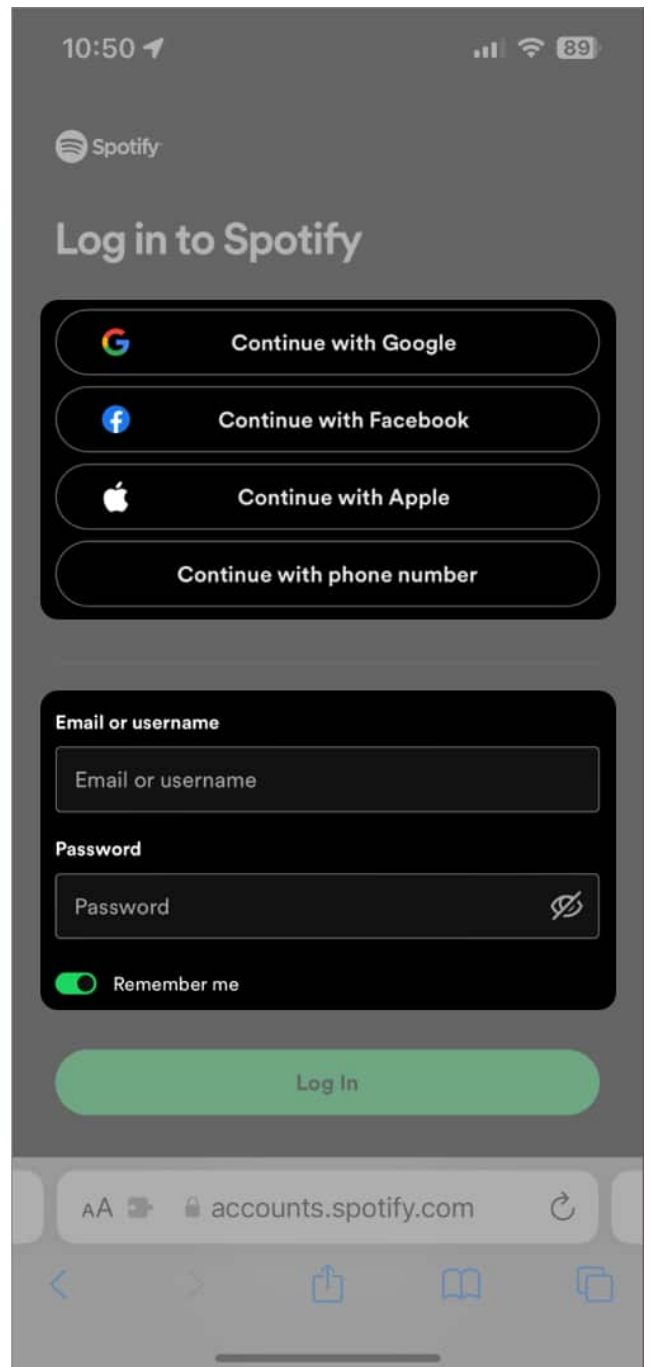 10:50
89
Spotify
Log in to Spotify
Continue with Google
Continue with Facebook
Continue with Apple
Continue with phone number
Email or username
Email or username
Password
Password
Remember me
Log In
AA accounts.spotify.com